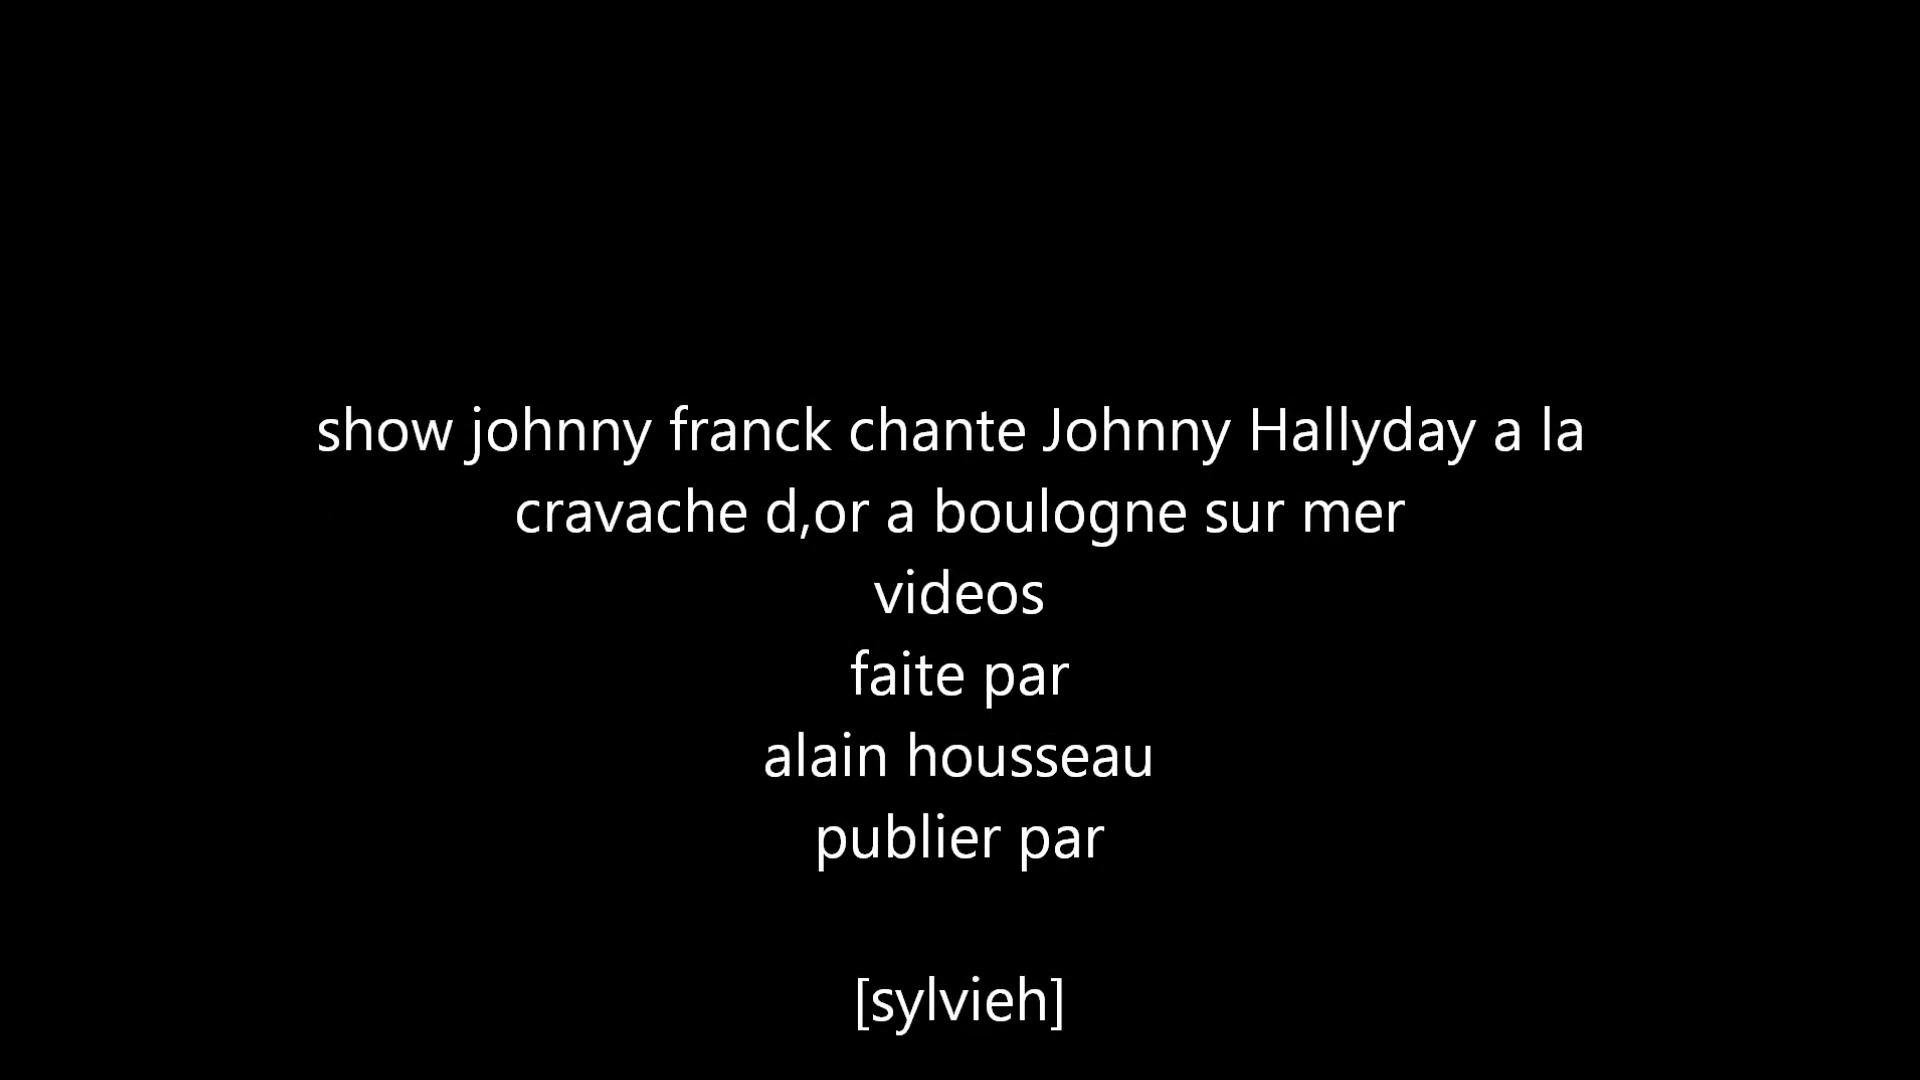 show johnny franck chante Johnny Hallyday a la
cravache d,or a boulogne sur mer
videos
faite par
alain housseau
publier par
[sylvieh]